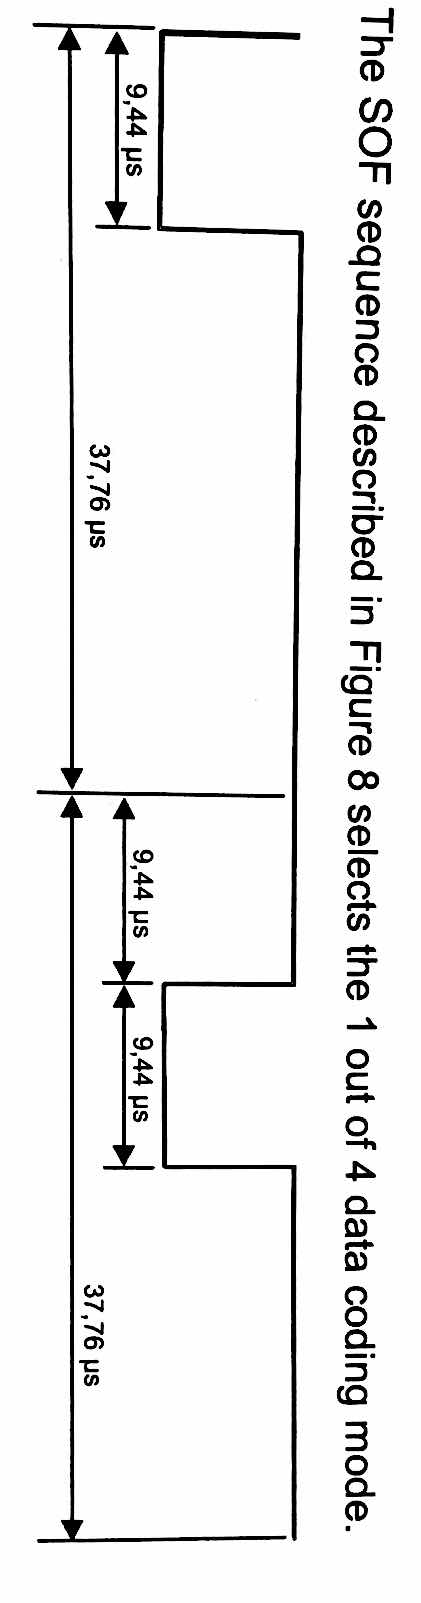 The SOF sequence described in Figure 8 selects the 1 out of 4 data coding mode.
9,44 µs
9,44 µs
9,44 µs
37,76 µs
37,76 µs